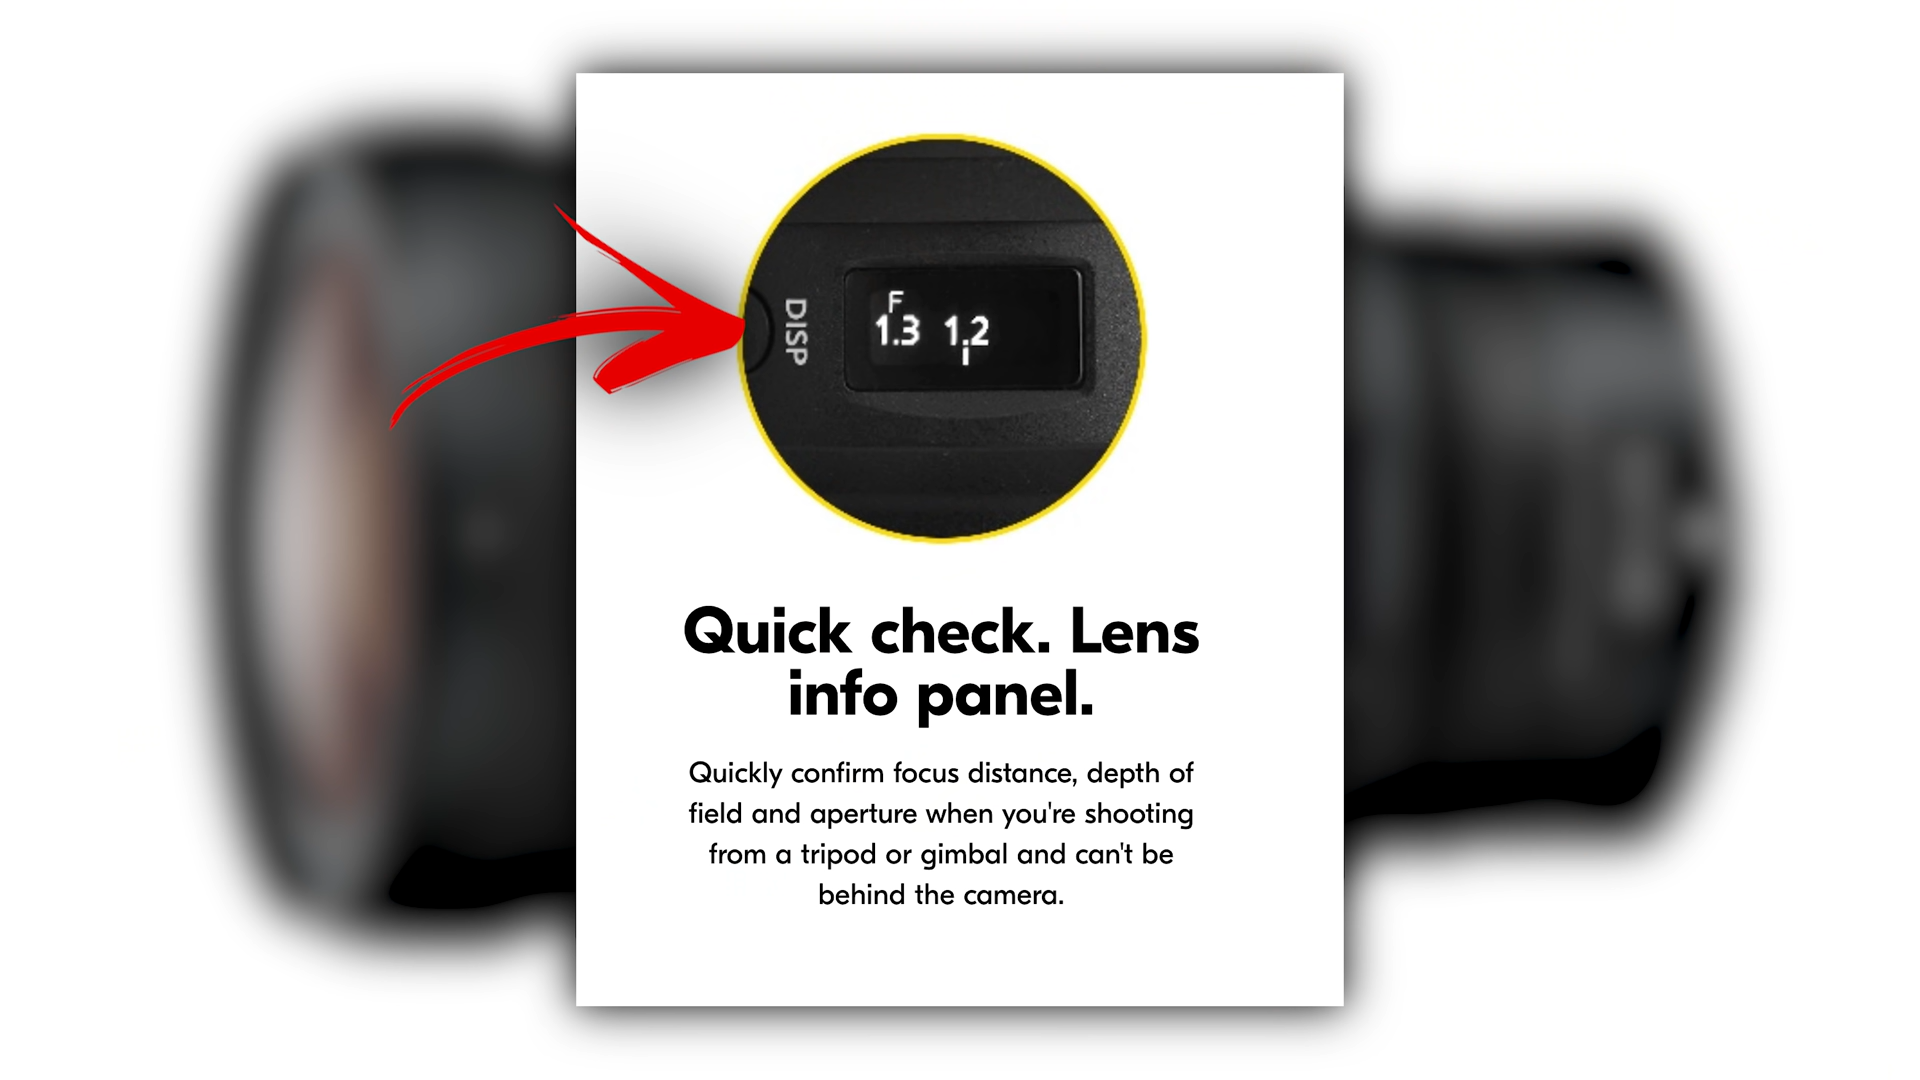 DISP
F
1.3 1.2
Quick check. Lens
info panel.
Quickly confirm focus distance, depth of
field and aperture when you're shooting
from a tripod or gimbal and can't be
behind the camera.